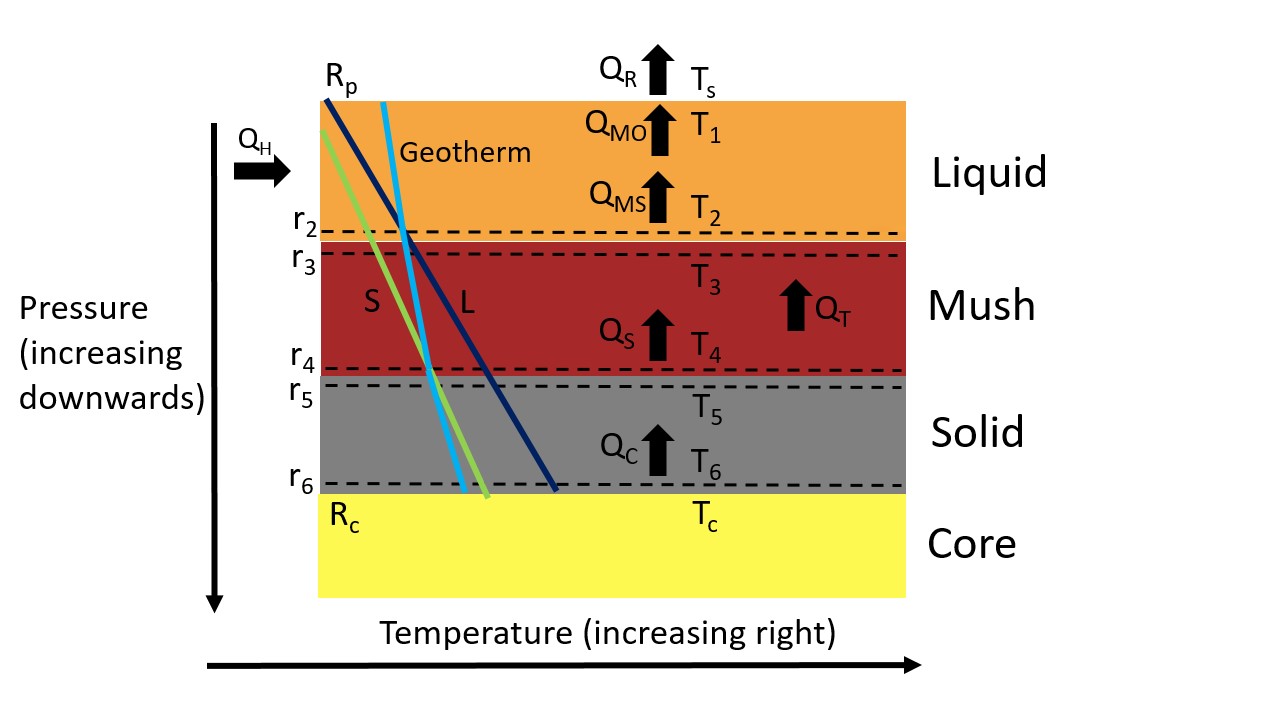 R_p
Q_R
T_s
Q_H
Q_MO
T_1
Geotherm
Liquid
Q_MS
T_2
r_2
r_3
T_3
Pressure
(increasing
downwards)
S
L
Q_T
Mush
Q_S
T_4
r_4
r_5
T_5
Solid
Q_C
T_6
r_6
R_c
T_c
Core
Temperature (increasing right)